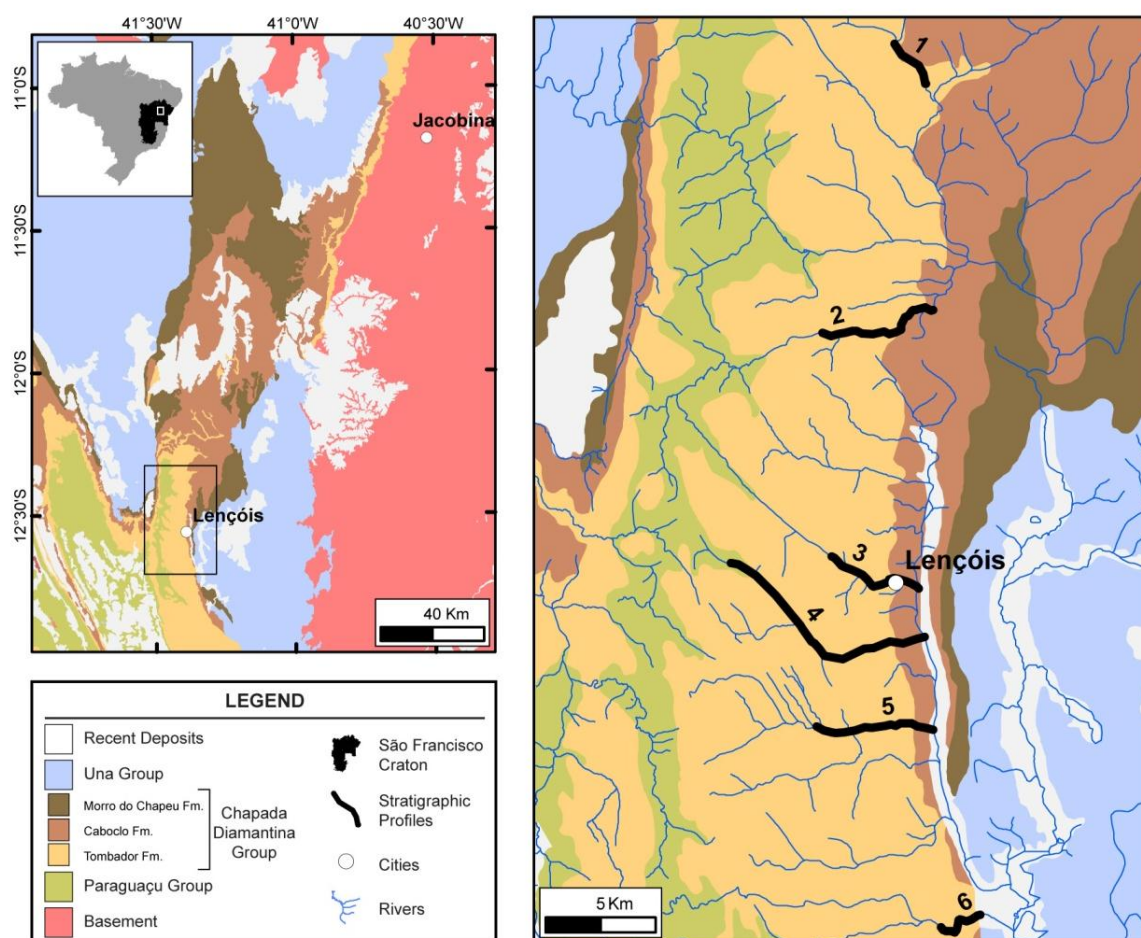 41°30'W
41°00'W
40°30'W
11°0'S
11°30'S
12°0'S
12°30'S
Jacobina
Lençóis
40 Km
LEGEND
Recent Deposits
Una Group
Morro do Chapeu Fm.
Caboclo Fm.
Tombador Fm.
Chapada
Diamantina
Group
Paraguaçu Group
Basement
São Francisco
Craton
Stratigraphic
Profiles
Cities
Rivers
1
2
3
Lençóis
4
5
6
5 Km